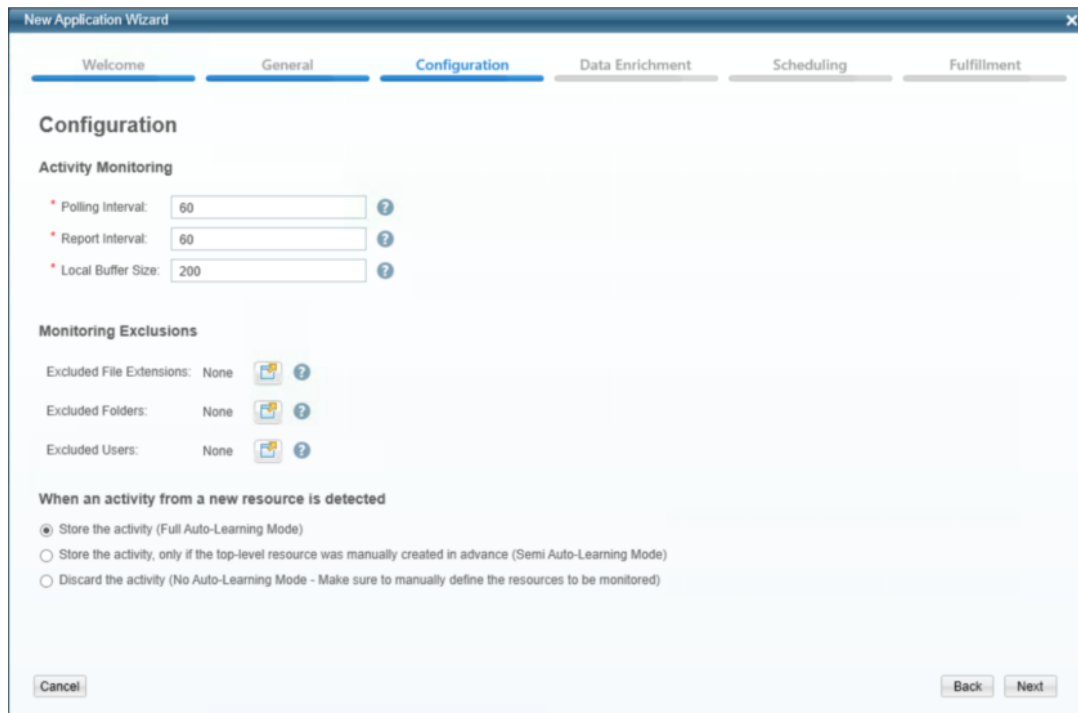 New Application Wizard
Welcome General Configuration Data Enrichment Scheduling Fulfillment
Configuration
Activity Monitoring
* Polling Interval: 60
* Report Interval: 60
* Local Buffer Size: 200
Monitoring Exclusions
Excluded File Extensions: None
Excluded Folders: None
Excluded Users: None
When an activity from a new resource is detected
Store the activity (Full Auto-Learning Mode)
Store the activity, only if the top-level resource was manually created in advance (Semi Auto-Learning Mode)
Discard the activity (No Auto-Learning Mode - Make sure to manually define the resources to be monitored)
Cancel Back Next